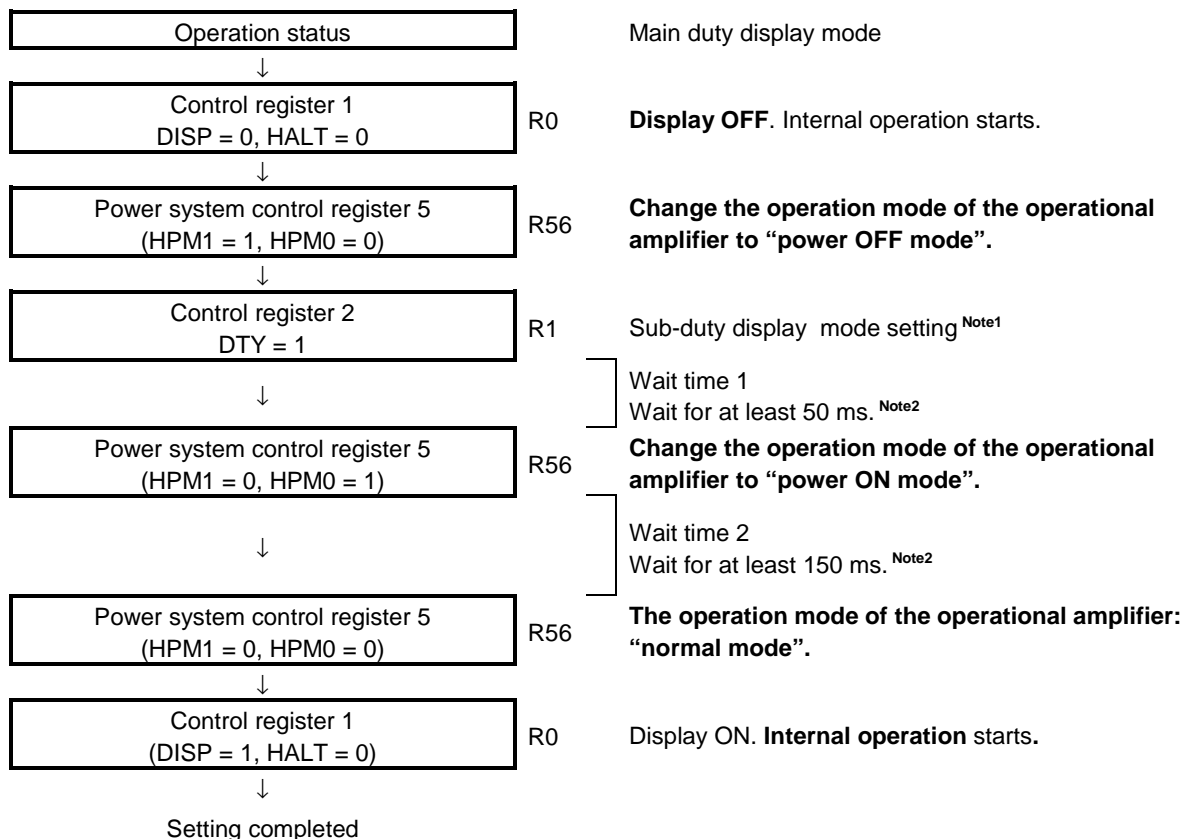 Operation status
Main duty display mode
↓
Control register 1
DISP = 0, HALT = 0
R0
Display OFF. Internal operation starts.
↓
Power system control register 5
(HPM1 = 1, HPM0 = 0)
R56
Change the operation mode of the operational
amplifier to “power OFF mode”.
↓
Control register 2
DTY = 1
R1
Sub-duty display mode setting Note1
↓
Wait time 1
Wait for at least 50 ms. Note2
Power system control register 5
(HPM1 = 0, HPM0 = 1)
R56
Change the operation mode of the operational
amplifier to “power ON mode”.
↓
Wait time 2
Wait for at least 150 ms. Note2
Power system control register 5
(HPM1 = 0, HPM0 = 0)
R56
The operation mode of the operational amplifier:
“normal mode”.
↓
Control register 1
(DISP = 1, HALT = 0)
R0
Display ON. Internal operation starts.
↓
Setting completed